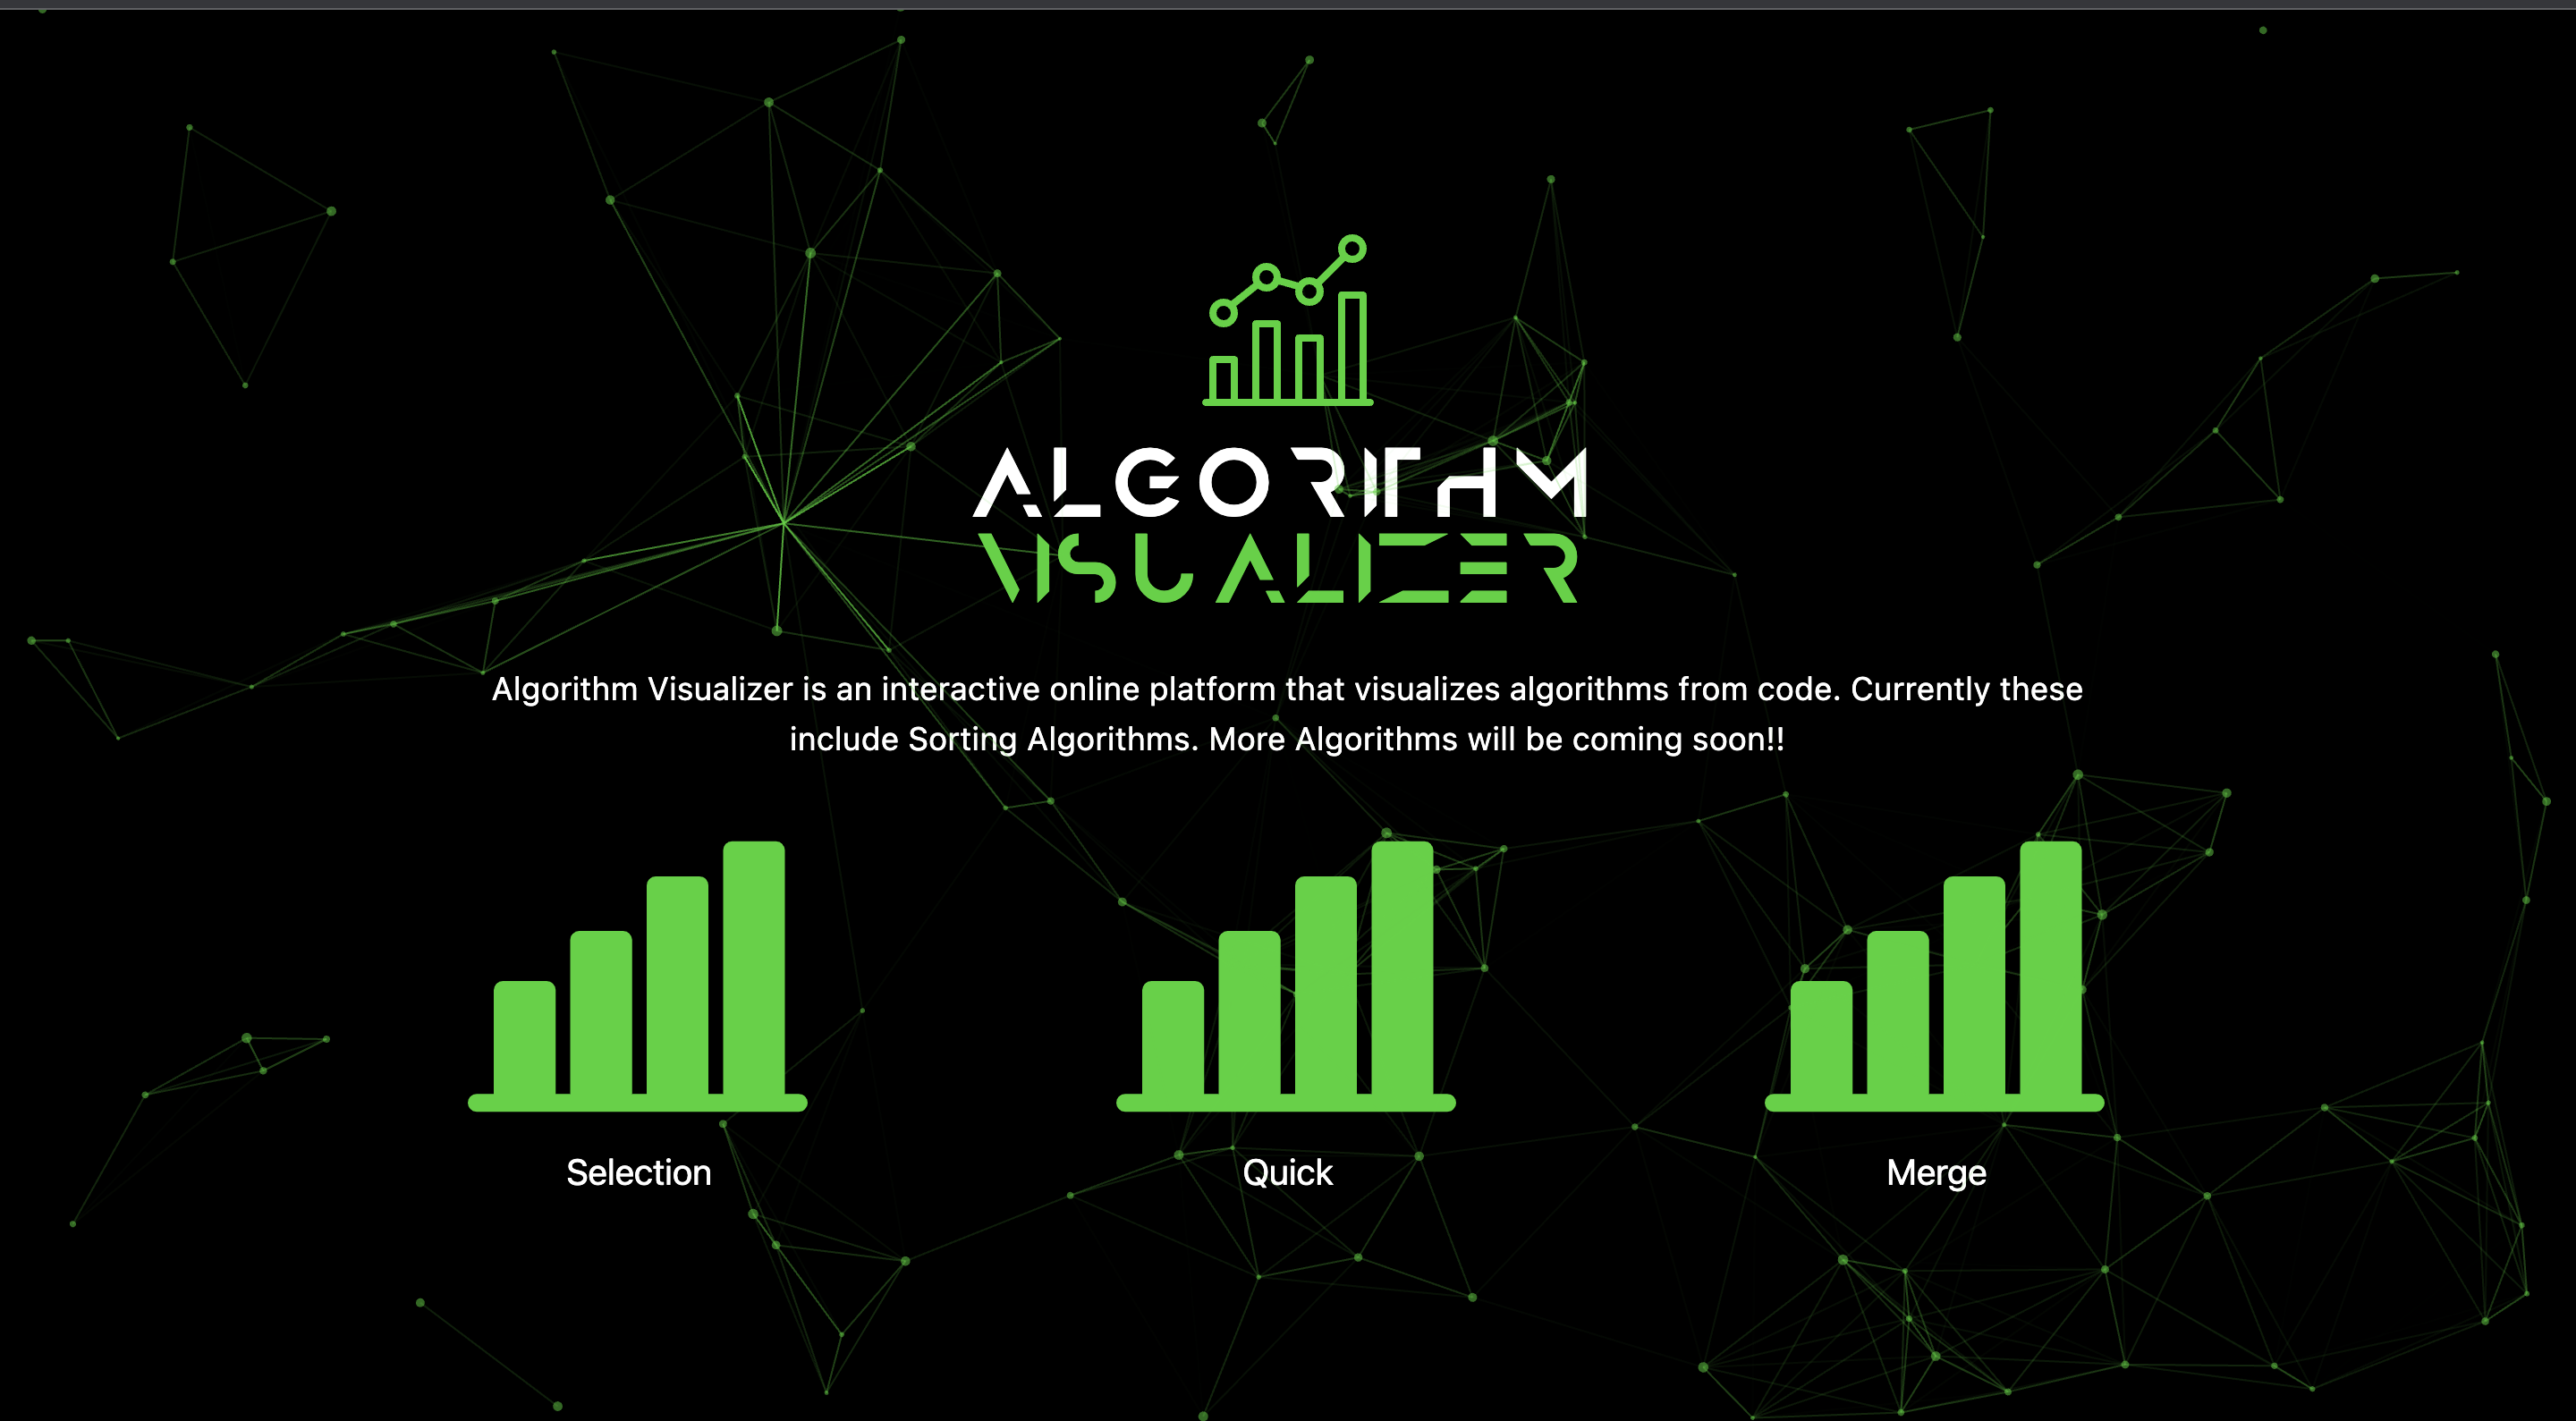 ALGORITHM
VISUALIZER
Algorithm Visualizer is an interactive online platform that visualizes algorithms from code. Currently these
include Sorting Algorithms. More Algorithms will be coming soon!!
Selection
Quick
Merge